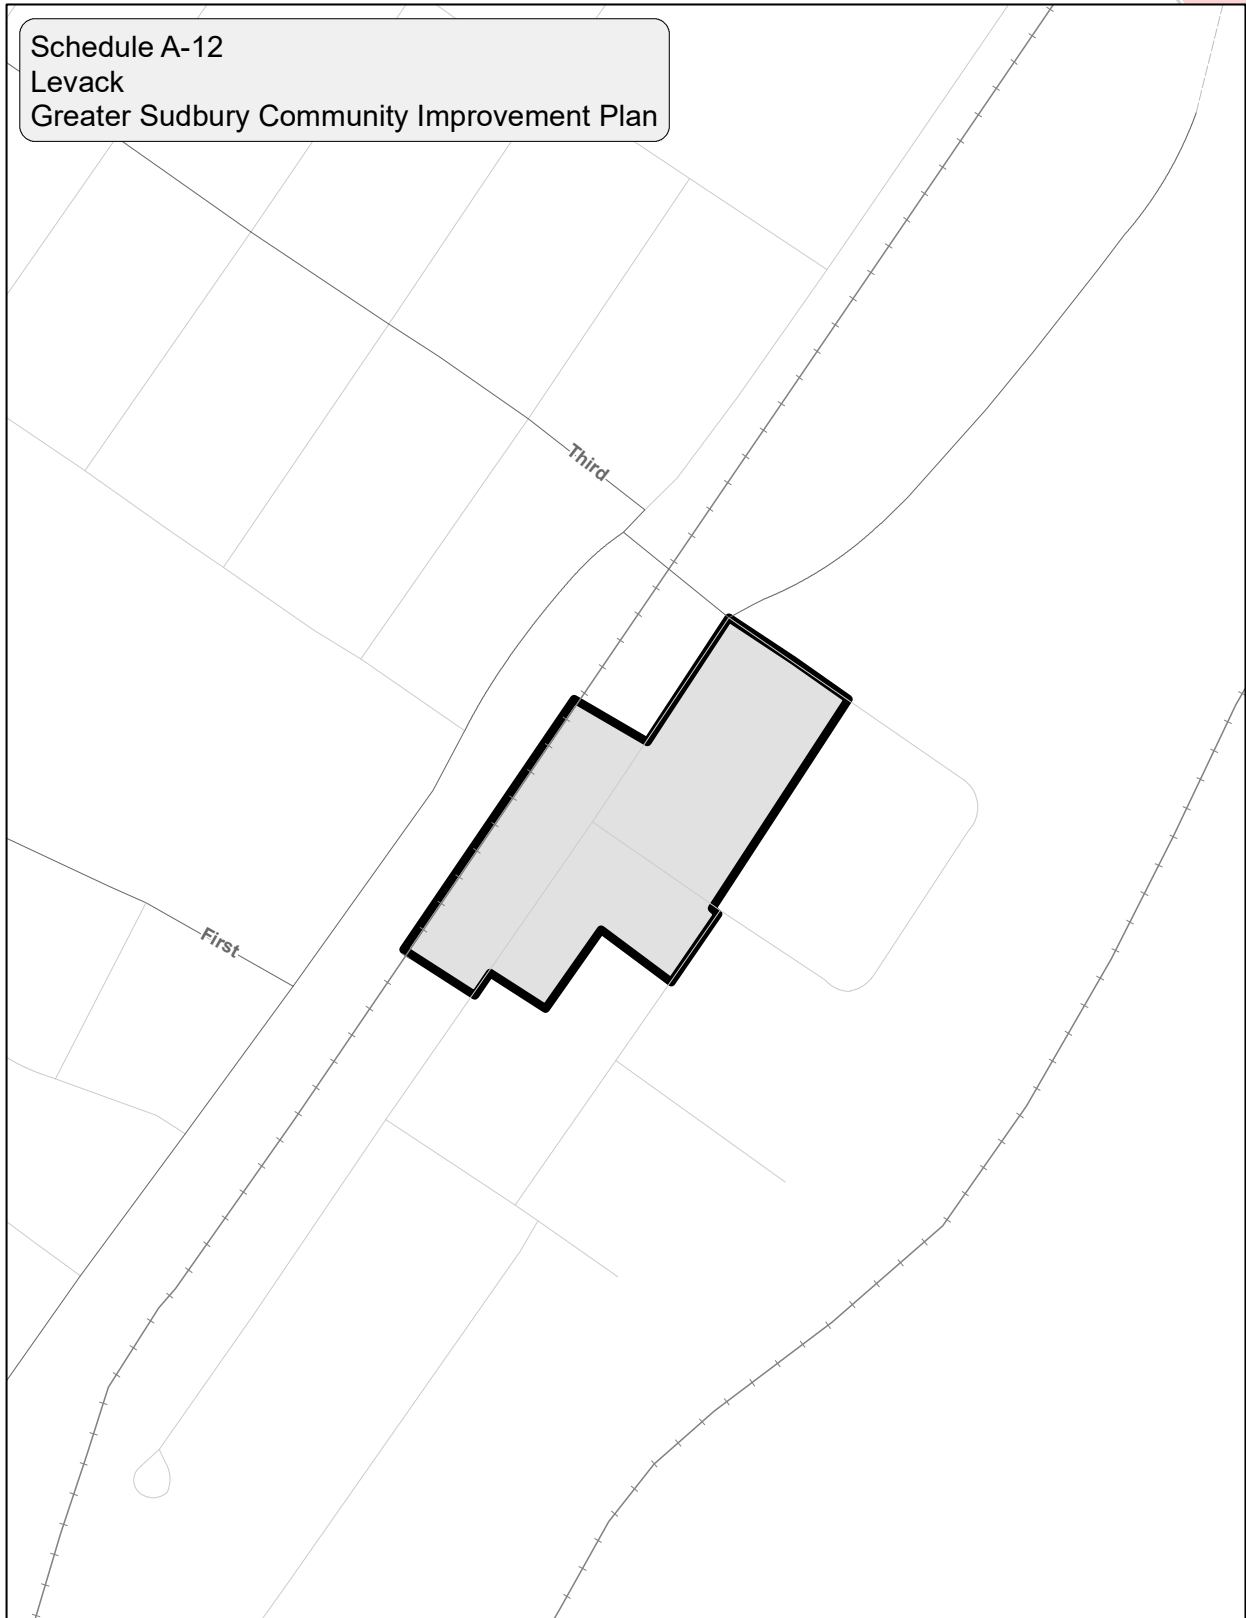 Schedule A-12
Levack
Greater Sudbury Community Improvement Plan
Third
First